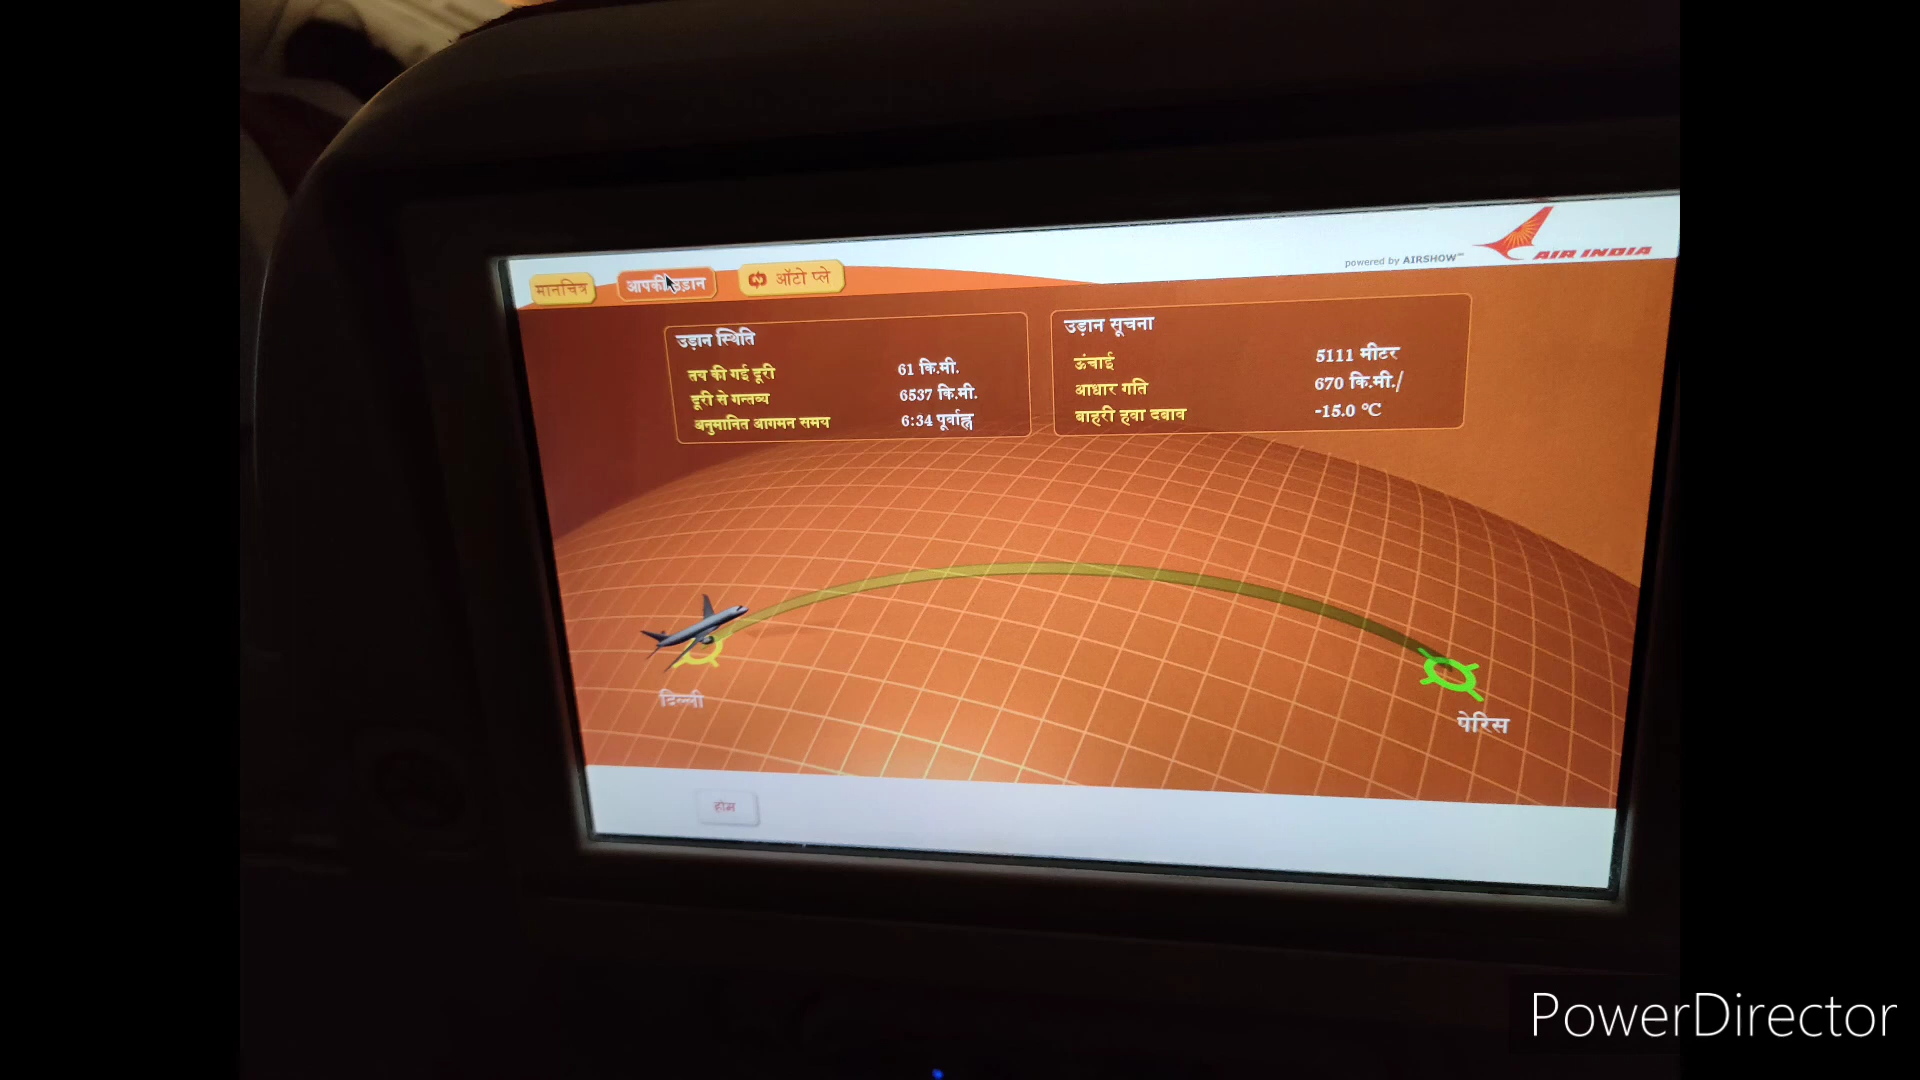 powered by AIRSHOW
AIR INDIA
मानचित्र
आपकी उड़ान
ऑटो प्ले
उड़ान स्थिति
तय की गई दूरी 61 कि.मी.
दूरी से गन्तव्य 6537 कि.मी.
अनुमानित आगमन समय 6:34 पूर्वाह्न
उड़ान सूचना
ऊंचाई 5111 मीटर
आधार गति 670 कि.मी./
बाहरी हवा दबाव -15.0 °C
दिल्ली
पेरिस
होम
PowerDirector